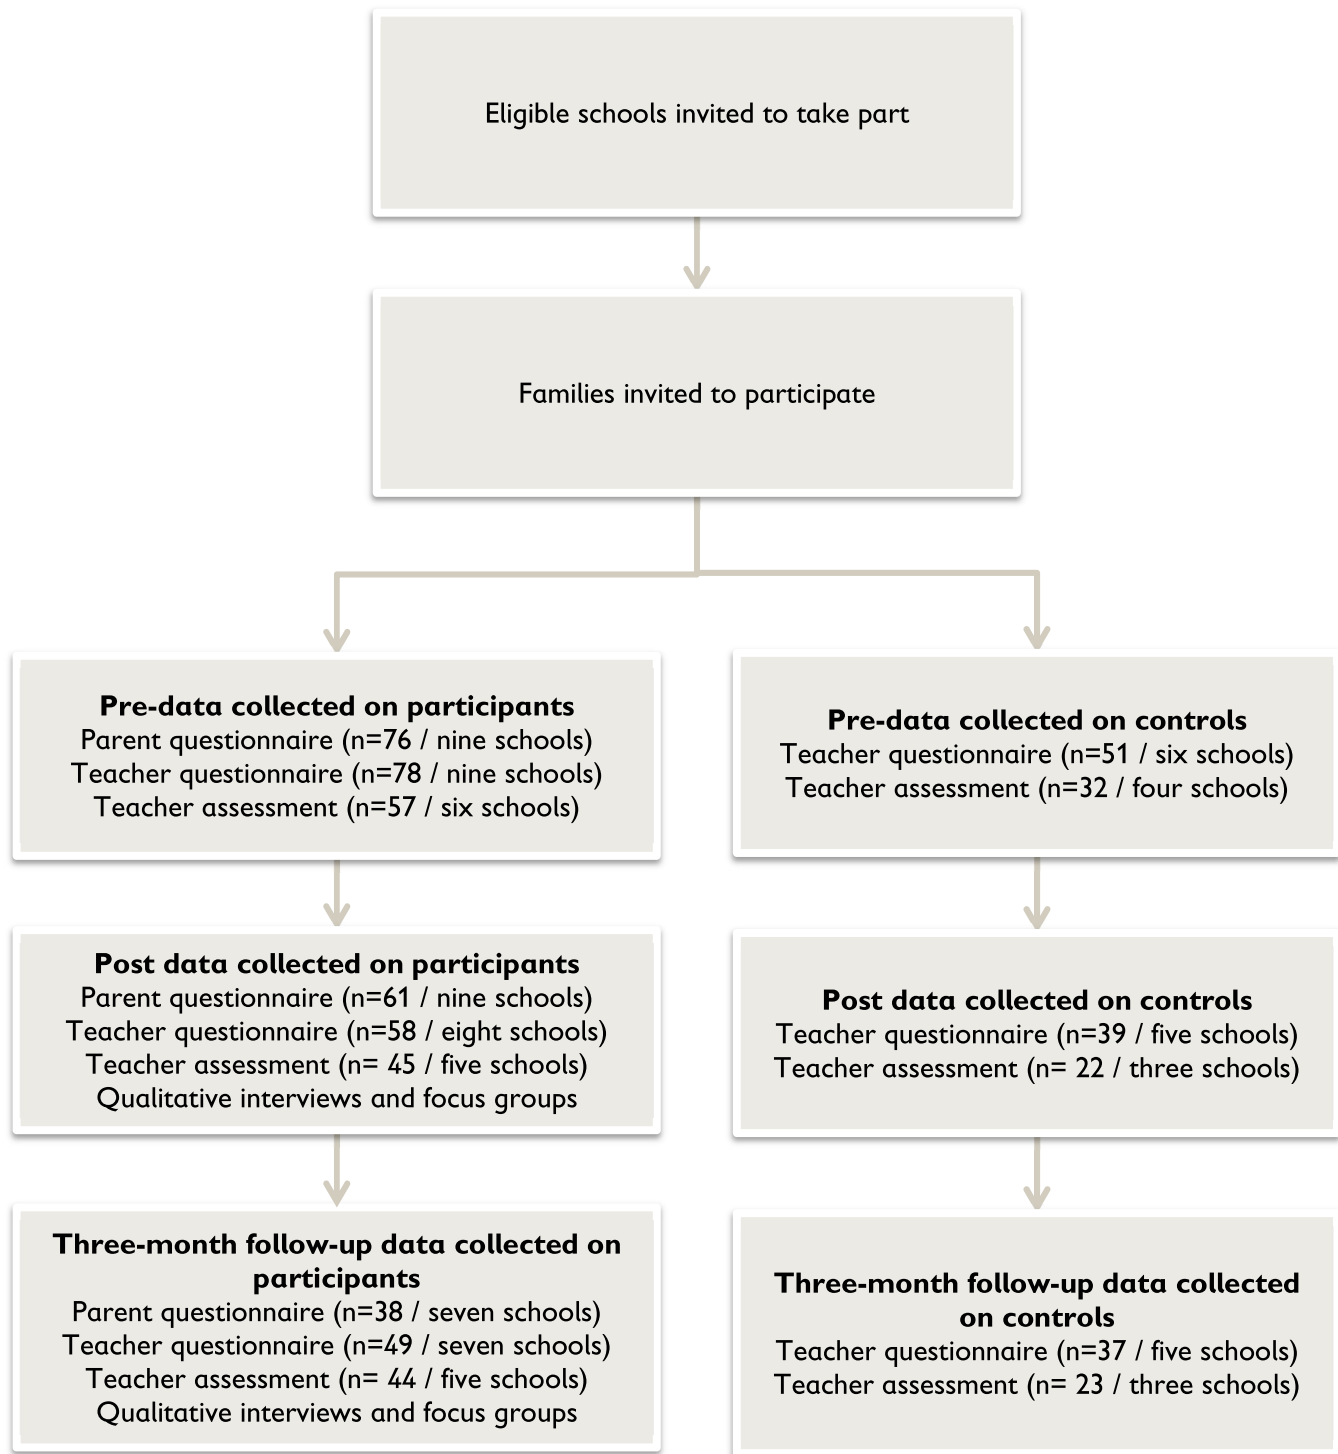 Eligible schools invited to take part
Families invited to participate
Pre-data collected on participants
Parent questionnaire (n=76 / nine schools)
Teacher questionnaire (n=78 / nine schools)
Teacher assessment (n=57 / six schools)
Pre-data collected on controls
Teacher questionnaire (n=51 / six schools)
Teacher assessment (n=32 / four schools)
Post data collected on participants
Parent questionnaire (n=61 / nine schools)
Teacher questionnaire (n=58 / eight schools)
Teacher assessment (n= 45 / five schools)
Qualitative interviews and focus groups
Post data collected on controls
Teacher questionnaire (n=39 / five schools)
Teacher assessment (n= 22 / three schools)
Three-month follow-up data collected on
participants
Parent questionnaire (n=38 / seven schools)
Teacher questionnaire (n=49 / seven schools)
Teacher assessment (n= 44 / five schools)
Qualitative interviews and focus groups
Three-month follow-up data collected
on controls
Teacher questionnaire (n=37 / five schools)
Teacher assessment (n= 23 / three schools)